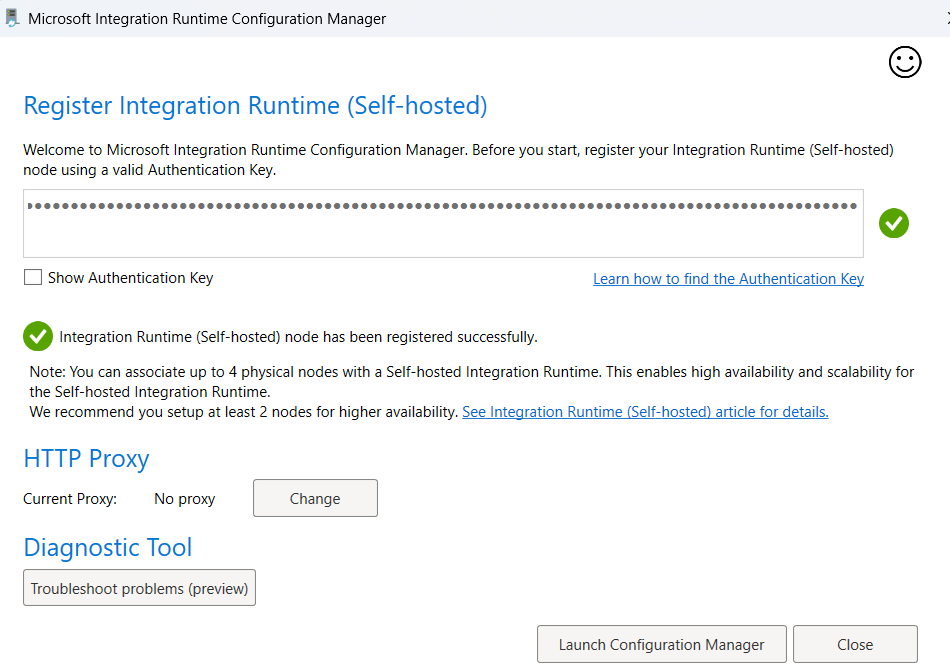 Microsoft Integration Runtime Configuration Manager
Register Integration Runtime (Self-hosted)
Welcome to Microsoft Integration Runtime Configuration Manager. Before you start, register your Integration Runtime (Self-hosted)
node using a valid Authentication Key.
Show Authentication Key
Learn how to find the Authentication Key
Integration Runtime (Self-hosted) node has been registered successfully.
Note: You can associate up to 4 physical nodes with a Self-hosted Integration Runtime. This enables high availability and scalability for
the Self-hosted Integration Runtime.
We recommend you setup at least 2 nodes for higher availability. See Integration Runtime (Self-hosted) article for details.
HTTP Proxy
Current Proxy: No proxy Change
Diagnostic Tool
Troubleshoot problems (preview)
Launch Configuration Manager Close